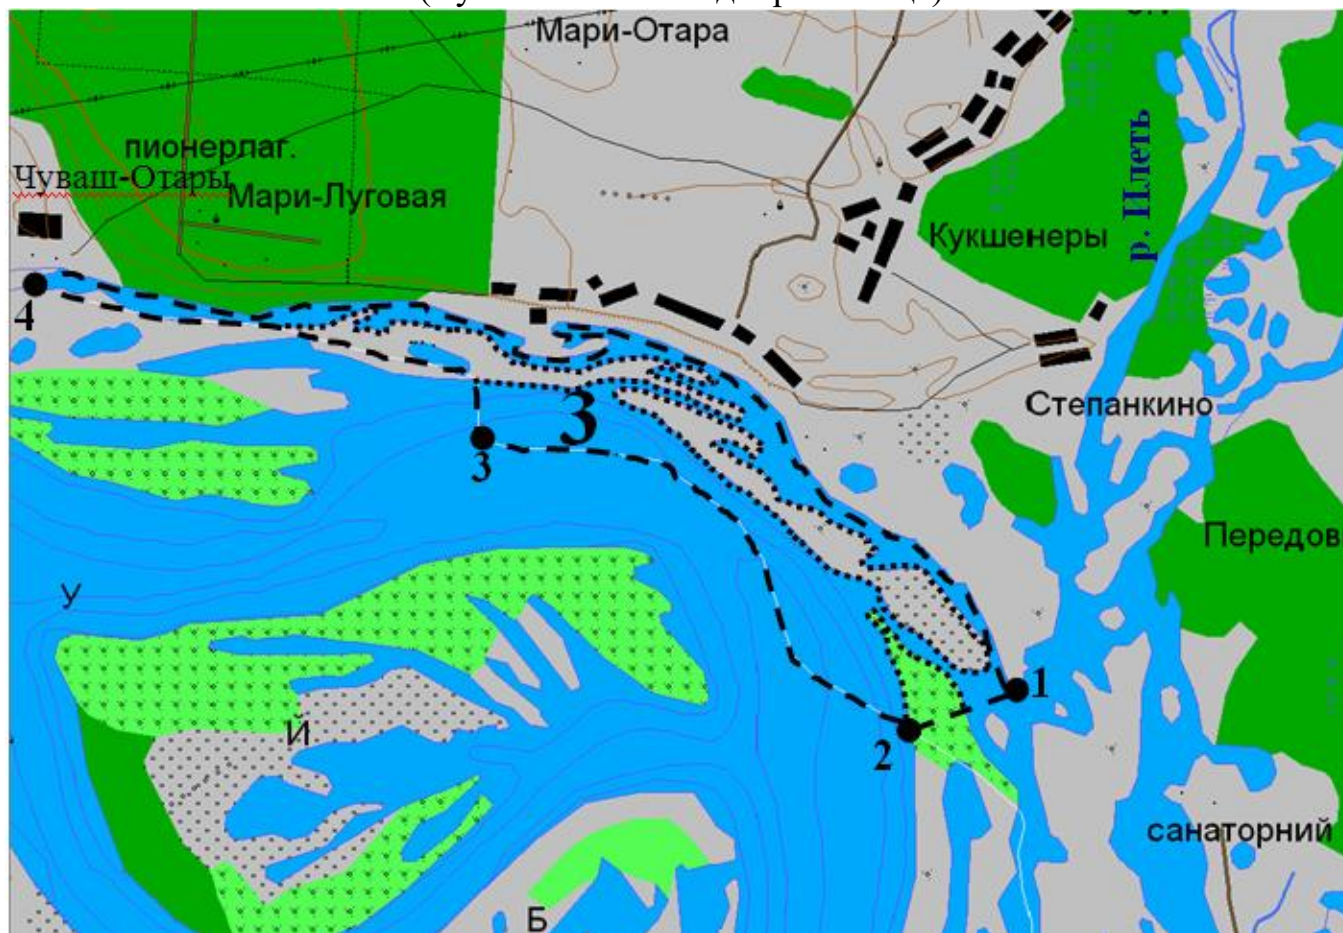 Мари-Отара
пионерлаг.
Чуваш-Отары
Мари-Луговая
р. Илеть
Кукшенеры
4
3
3
Степанкино
Передов
У
1
2
Й
санаторний
Б